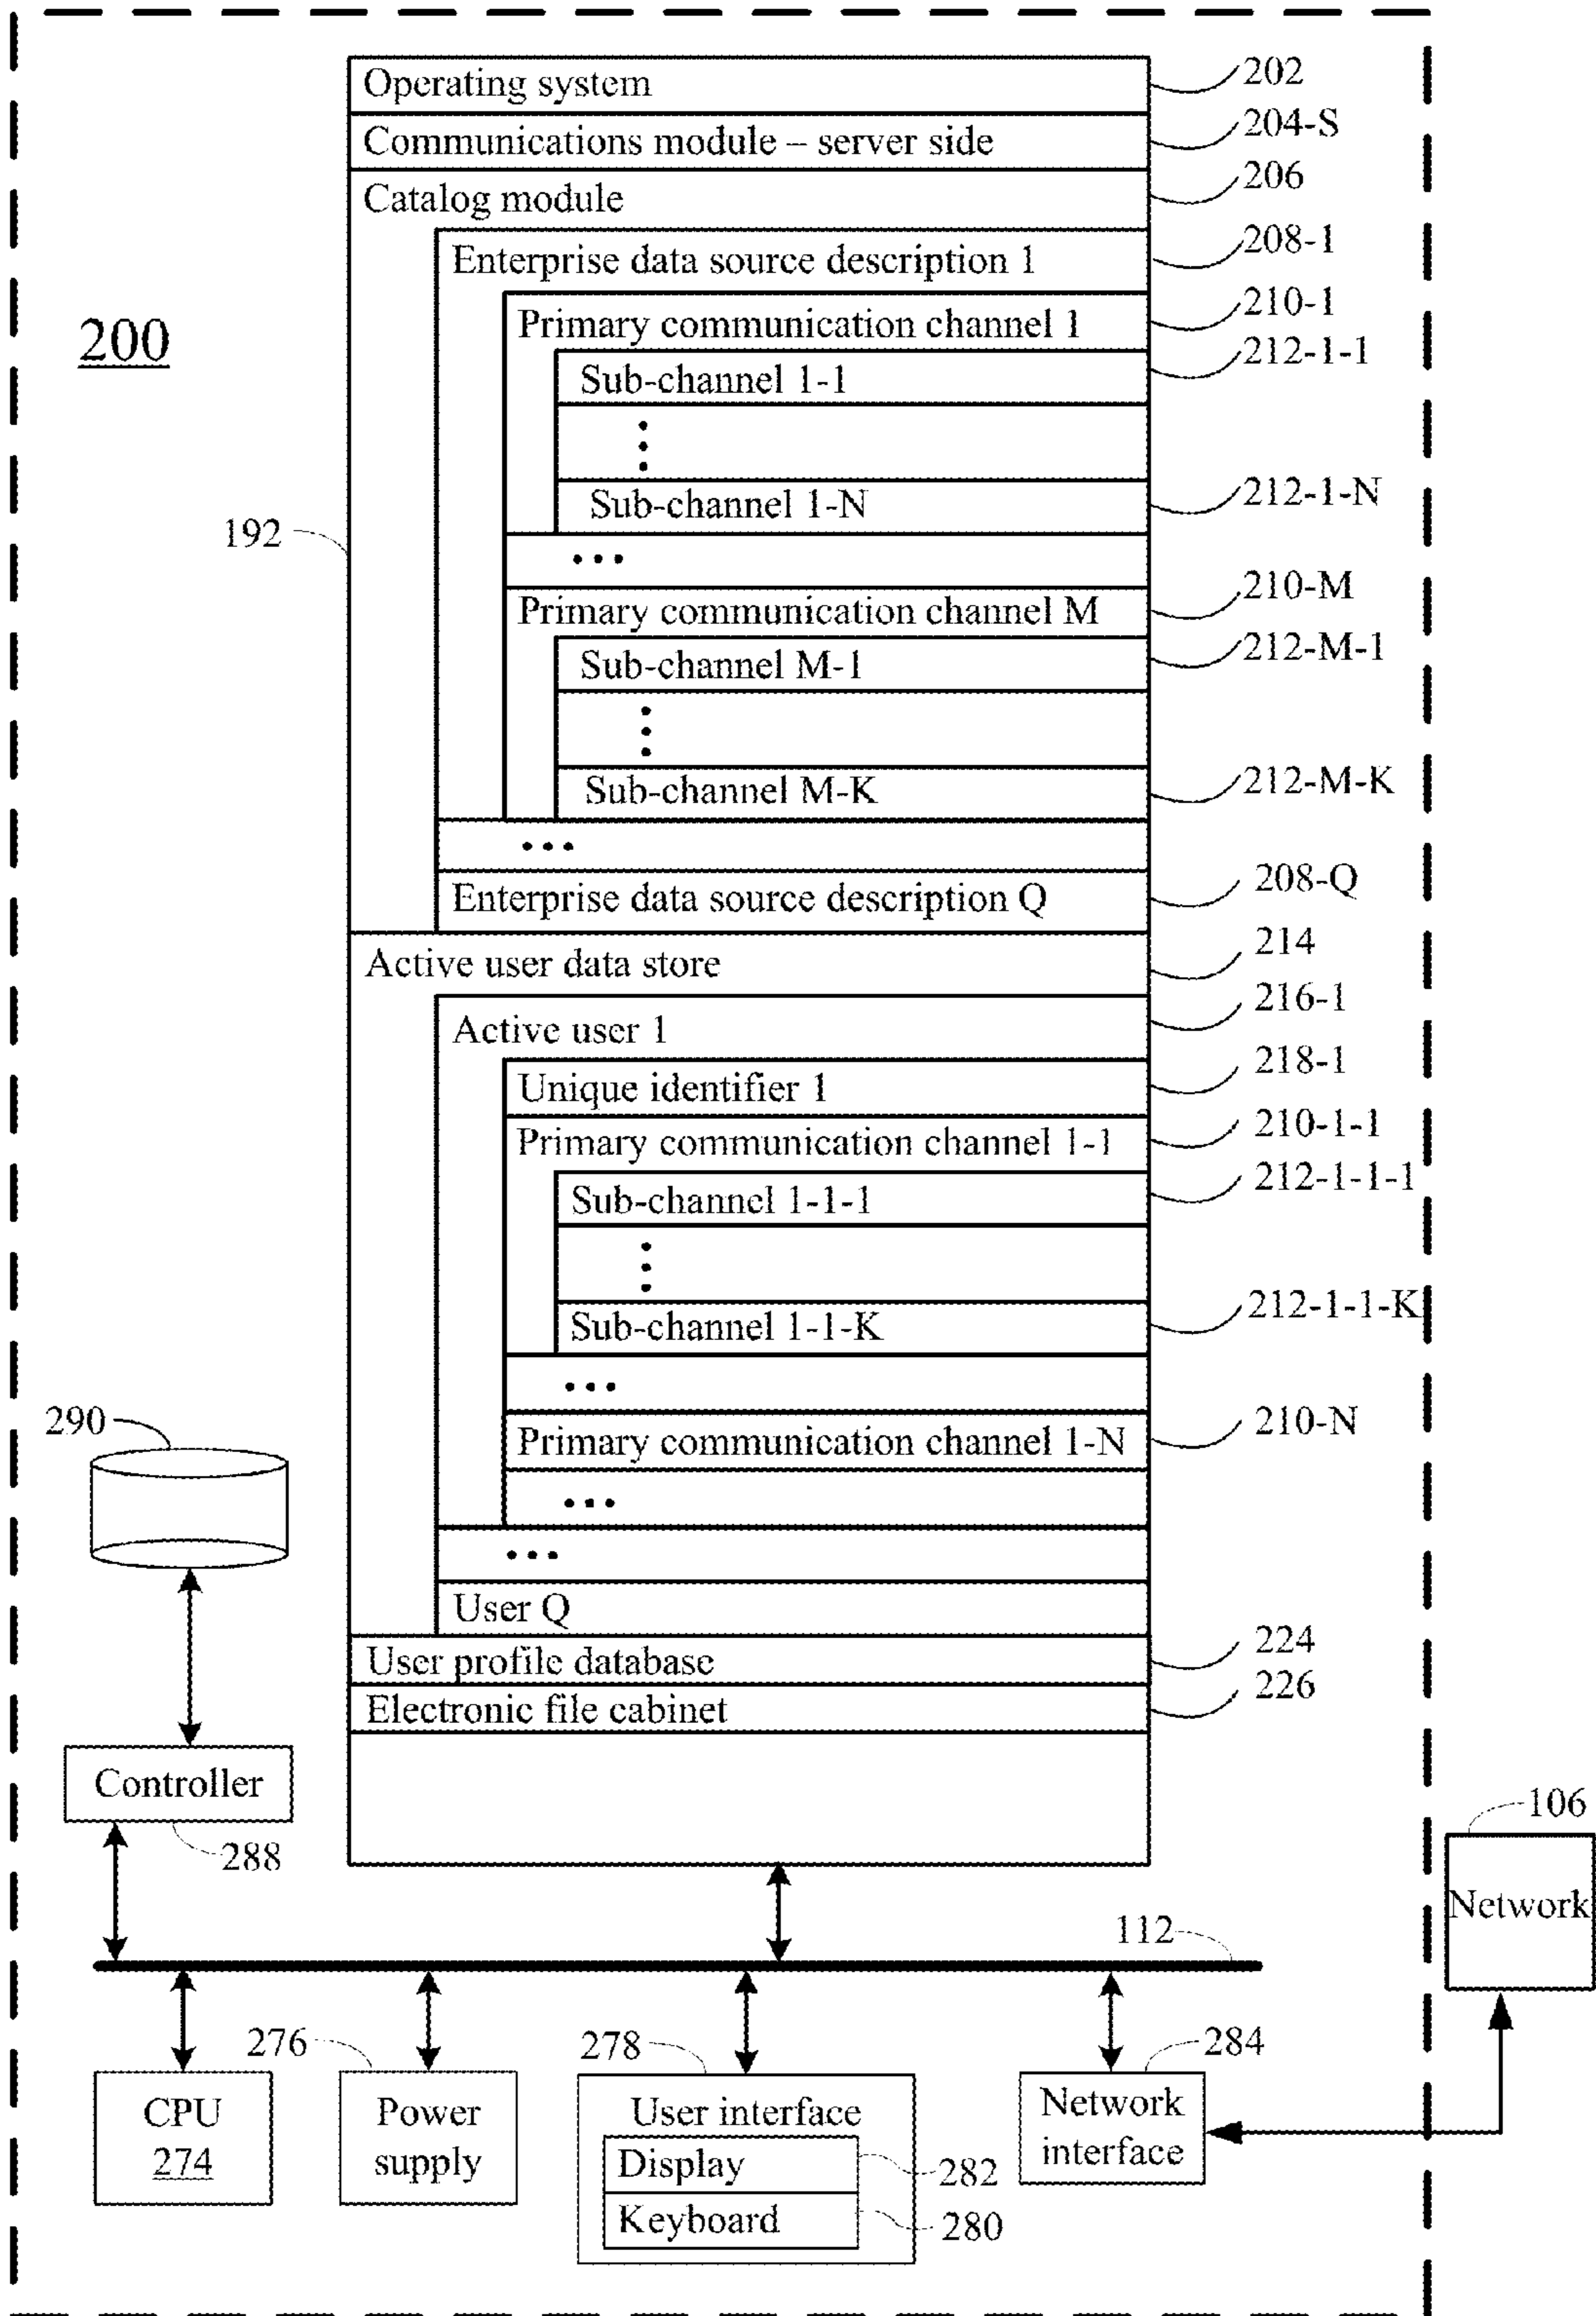 Operating system
202
Communications module – server side
204-S
Catalog module
206
Enterprise data source description 1
208-1
200
Primary communication channel 1
210-1
Sub-channel 1-1
212-1-1
Sub-channel 1-N
212-1-N
192
Primary communication channel M
210-M
Sub-channel M-1
212-M-1
Sub-channel M-K
212-M-K
Enterprise data source description Q
208-Q
Active user data store
214
Active user 1
216-1
Unique identifier 1
218-1
Primary communication channel 1-1
210-1-1
Sub-channel 1-1-1
212-1-1-1
Sub-channel 1-1-K
212-1-1-K
290
Primary communication channel 1-N
210-N
User Q
User profile database
224
Electronic file cabinet
226
Controller
288
106
Network
112
276
278
284
CPU
274
Power
supply
User interface
Display
282
Keyboard
280
Network
interface